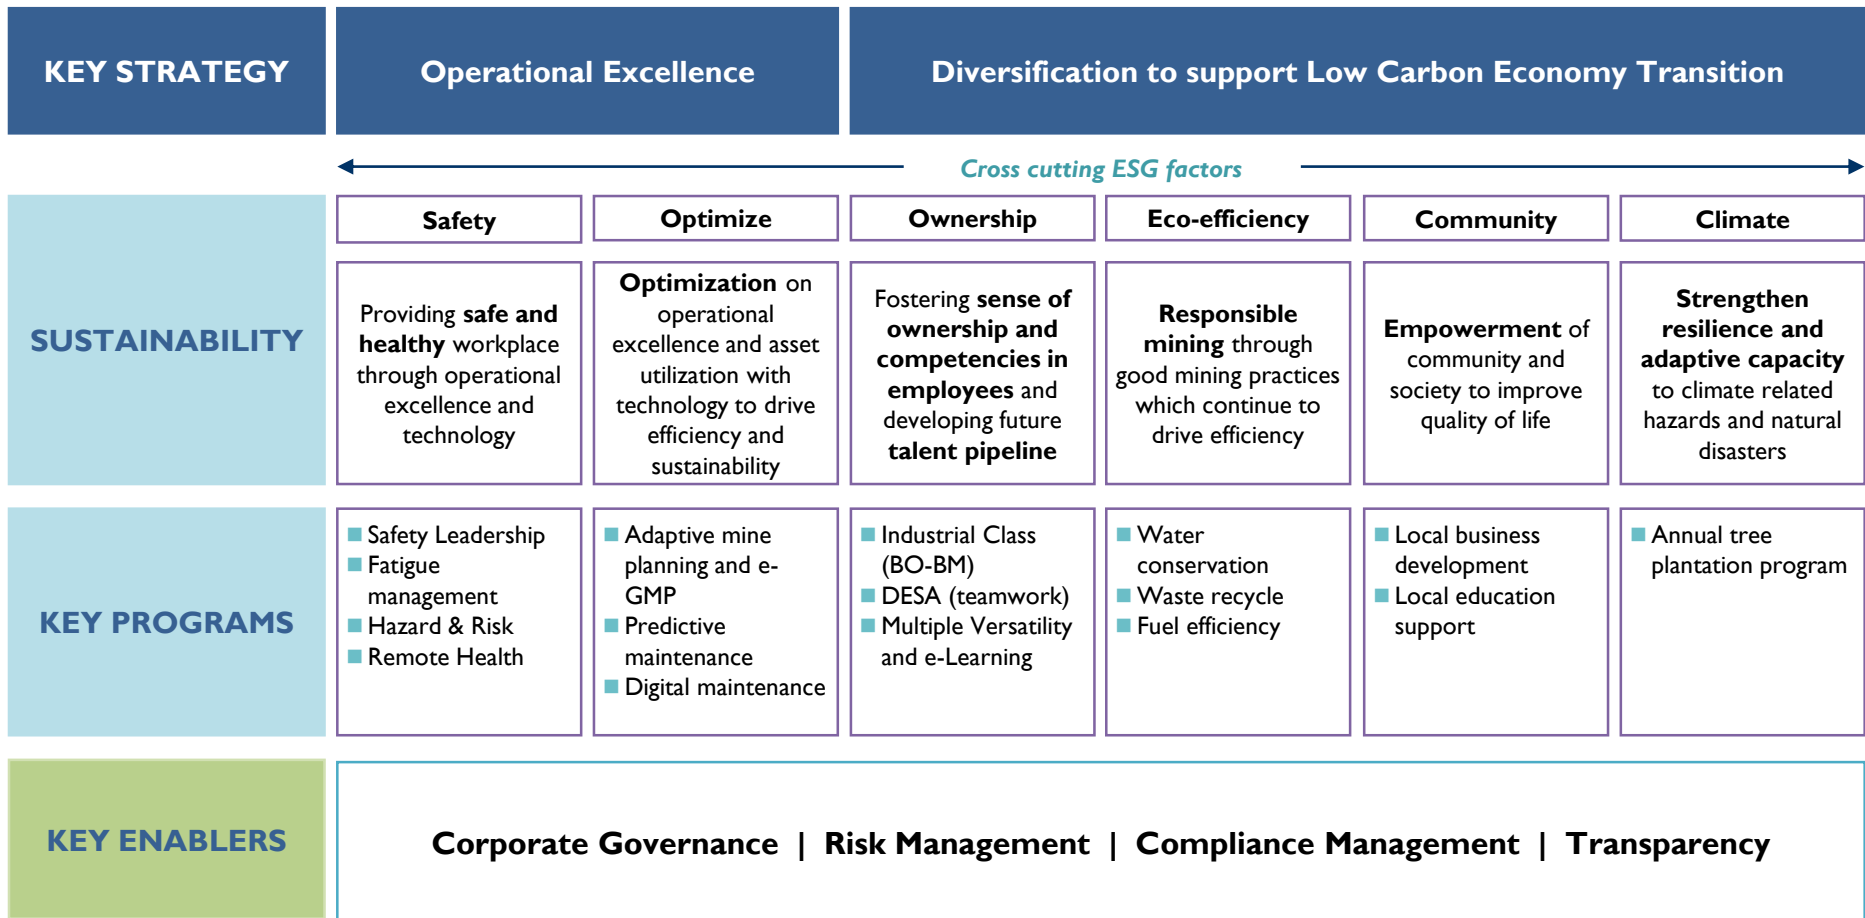 KEY STRATEGY
Operational Excellence
Diversification to support Low Carbon Economy Transition
Cross cutting ESG factors
SUSTAINABILITY
Safety
Optimize
Ownership
Eco-efficiency
Community
Climate
Providing safe and
healthy workplace
through operational
excellence and
technology
Optimization on
operational
excellence and asset
utilization with
technology to drive
efficiency and
sustainability
Fostering sense of
ownership and
competencies in
employees and
developing future
talent pipeline
Responsible
mining through
good mining practices
which continue to
drive efficiency
Empowerment of
community and
society to improve
quality of life
Strengthen
resilience and
adaptive capacity
to climate related
hazards and natural
disasters
KEY PROGRAMS
Safety Leadership
Fatigue
management
Hazard & Risk
Remote Health
Adaptive mine
planning and e-
GMP
Predictive
maintenance
Digital maintenance
Industrial Class
(BO-BM)
DESA (teamwork)
Multiple Versatility
and e-Learning
Water
conservation
Waste recycle
Fuel efficiency
Local business
development
Local education
support
Annual tree
plantation program
KEY ENABLERS
Corporate Governance | Risk Management | Compliance Management | Transparency